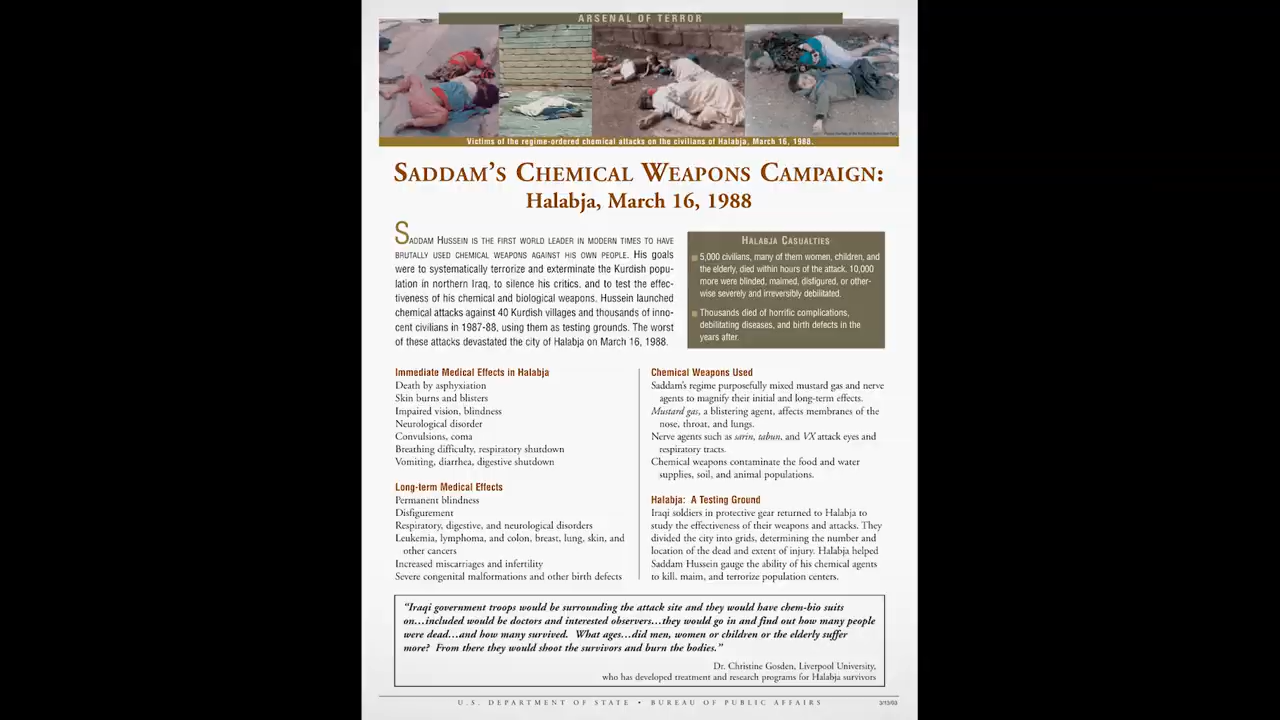 ARSENAL OF TERROR
Victims of the regime-ordered chemical attacks on the civilians of Halabja, March 16, 1988.
SADDAM'S CHEMICAL WEAPONS CAMPAIGN:
Halabja, March 16, 1988
SADDAM HUSSEIN IS THE FIRST WORLD LEADER IN MODERN TIMES TO HAVE
BRUTALLY USED CHEMICAL WEAPONS AGAINST HIS OWN PEOPLE. His goals
were to systematically terrorize and exterminate the Kurdish popu-
lation in northern Iraq, to silence his critics, and to test the effec-
tiveness of his chemical and biological weapons. Hussein launched
chemical attacks against 40 Kurdish villages and thousands of inno-
cent civilians in 1987-88, using them as testing grounds. The worst
of these attacks devastated the city of Halabja on March 16, 1988.
HALABJA CASUALTIES
5,000 civilians, many of them women, children, and
the elderly, died within hours of the attack. 10,000
more were blinded, maimed, disfigured, or other-
wise severely and irreversibly debilitated.
Thousands died of horrific complications,
debilitating diseases, and birth defects in the
years after.
Immediate Medical Effects in Halabja
Death by asphyxiation
Skin burns and blisters
Impaired vision, blindness
Neurological disorder
Convulsions, coma
Breathing difficulty, respiratory shutdown
Vomiting, diarrhea, digestive shutdown
Long-term Medical Effects
Permanent blindness
Disfigurement
Respiratory, digestive, and neurological disorders
Leukemia, lymphoma, and colon, breast, lung, skin, and
other cancers
Increased miscarriages and infertility
Severe congenital malformations and other birth defects
Chemical Weapons Used
Saddam's regime purposefully mixed mustard gas and nerve
agents to magnify their initial and long-term effects.
Mustard gas, a blistering agent, affects membranes of the
nose, throat, and lungs.
Nerve agents such as sarin, tabun, and VX attack eyes and
respiratory tracts.
Chemical weapons contaminate the food and water
supplies, soil, and animal populations.
Halabja: A Testing Ground
Iraqi soldiers in protective gear returned to Halabja to
study the effectiveness of their weapons and attacks. They
divided the city into grids, determining the number and
location of the dead and extent of injury. Halabja helped
Saddam Hussein gauge the ability of his chemical agents
to kill, maim, and terrorize population centers.
"Iraqi government troops would be surrounding the attack site and they would have chem-bio suits
on…included would be doctors and interested observers…they would go in and find out how many people
were dead…and how many survived. What ages…did men, women or children or the elderly suffer
more? From there they would shoot the survivors and burn the bodies."
Dr. Christine Gosden, Liverpool University,
who has developed treatment and research programs for Halabja survivors
U.S. DEPARTMENT OF STATE • BUREAU OF PUBLIC AFFAIRS
3/13/03